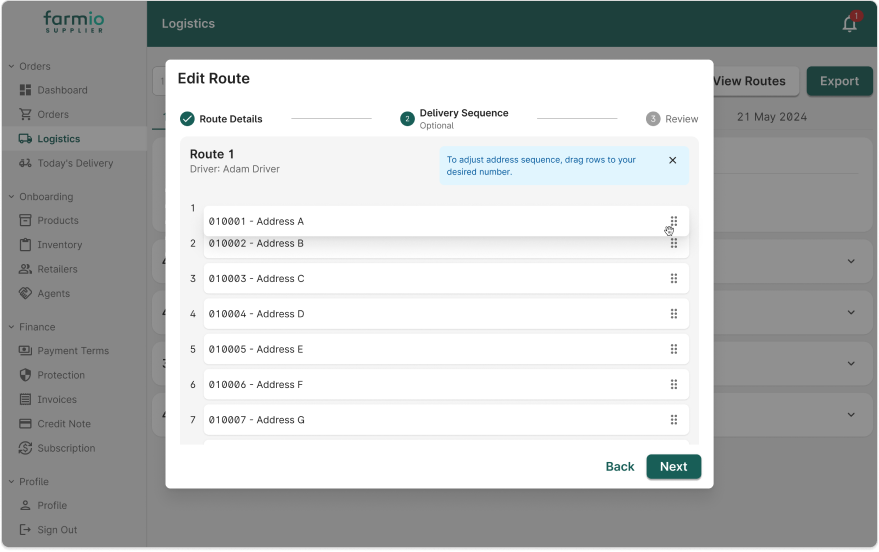 farmio
SUPPLIER
Logistics
1
Orders
Dashboard
Orders
Logistics
Today's Delivery
Onboarding
Products
Inventory
Retailers
Agents
Finance
Payment Terms
Protection
Invoices
Credit Note
Subscription
Profile
Profile
Sign Out
View Routes
Export
21 May 2024
Edit Route
Route Details
2
Delivery Sequence
Optional
3
Review
Route 1
Driver: Adam Driver
To adjust address sequence, drag rows to your
desired number.
1
010001 - Address A
2
010002 - Address B
3
010003 - Address C
4
010004 - Address D
5
010005 - Address E
6
010006 - Address F
7
010007 - Address G
Back
Next